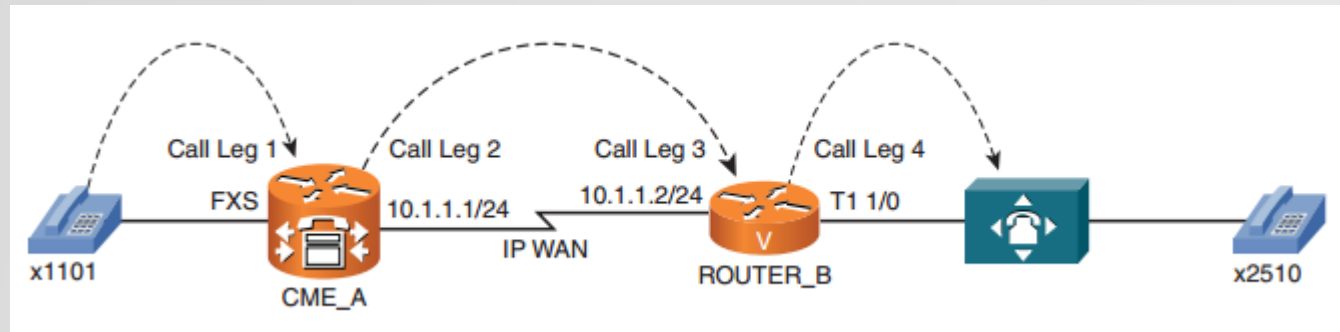 Call Leg 1
Call Leg 2
Call Leg 3
Call Leg 4
FXS
10.1.1.1/24
10.1.1.2/24
T1 1/0
IP WAN
V
x1101
CME_A
ROUTER_B
x2510